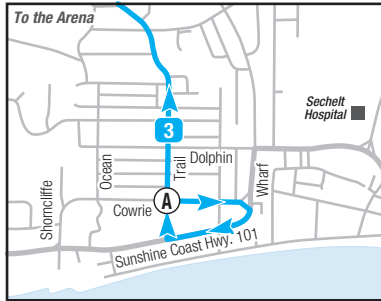 To the Arena
Sechelt
Hospital
3
Ocean
Trail
Dolphin
Wharf
Shorncliffe
Cowrie
A
Sunshine Coast Hwy. 101